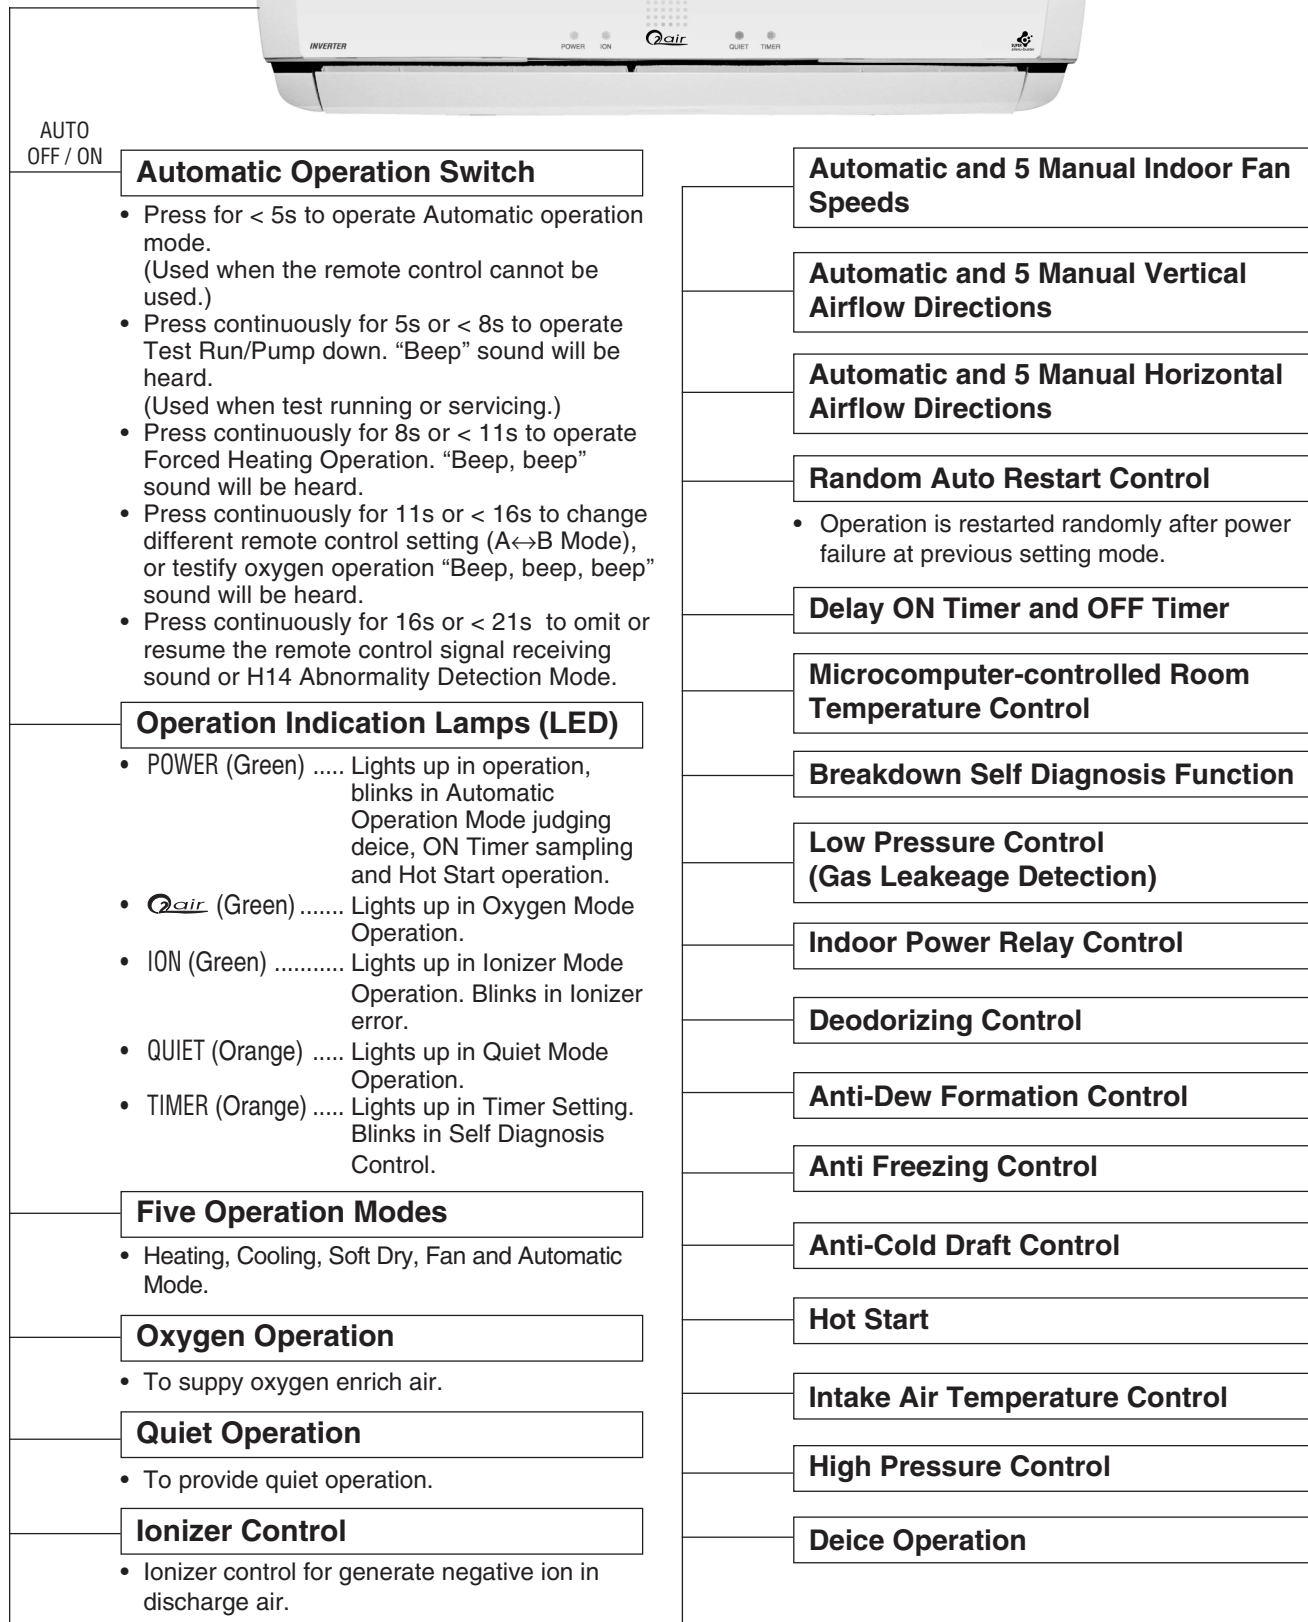 INVERTER
POWER ION O2air QUIET TIMER
SUPER
AUTO
OFF / ON
Automatic Operation Switch
• Press for < 5s to operate Automatic operation
mode.
(Used when the remote control cannot be
used.)
• Press continuously for 5s or < 8s to operate
Test Run/Pump down. “Beep” sound will be
heard.
(Used when test running or servicing.)
• Press continuously for 8s or < 11s to operate
Forced Heating Operation. “Beep, beep”
sound will be heard.
• Press continuously for 11s or < 16s to change
different remote control setting (A↔B Mode),
or testify oxygen operation “Beep, beep, beep”
sound will be heard.
• Press continuously for 16s or < 21s to omit or
resume the remote control signal receiving
sound or H14 Abnormality Detection Mode.
Operation Indication Lamps (LED)
• POWER (Green) ..... Lights up in operation,
blinks in Automatic
Operation Mode judging
deice, ON Timer sampling
and Hot Start operation.
• O2air (Green) ....... Lights up in Oxygen Mode
Operation.
• ION (Green) ........... Lights up in Ionizer Mode
Operation. Blinks in Ionizer
error.
• QUIET (Orange) ..... Lights up in Quiet Mode
Operation.
• TIMER (Orange) ..... Lights up in Timer Setting.
Blinks in Self Diagnosis
Control.
Five Operation Modes
• Heating, Cooling, Soft Dry, Fan and Automatic
Mode.
Oxygen Operation
• To suppy oxygen enrich air.
Quiet Operation
• To provide quiet operation.
Ionizer Control
• Ionizer control for generate negative ion in
discharge air.
Automatic and 5 Manual Indoor Fan
Speeds
Automatic and 5 Manual Vertical
Airflow Directions
Automatic and 5 Manual Horizontal
Airflow Directions
Random Auto Restart Control
• Operation is restarted randomly after power
failure at previous setting mode.
Delay ON Timer and OFF Timer
Microcomputer-controlled Room
Temperature Control
Breakdown Self Diagnosis Function
Low Pressure Control
(Gas Leakeage Detection)
Indoor Power Relay Control
Deodorizing Control
Anti-Dew Formation Control
Anti Freezing Control
Anti-Cold Draft Control
Hot Start
Intake Air Temperature Control
High Pressure Control
Deice Operation